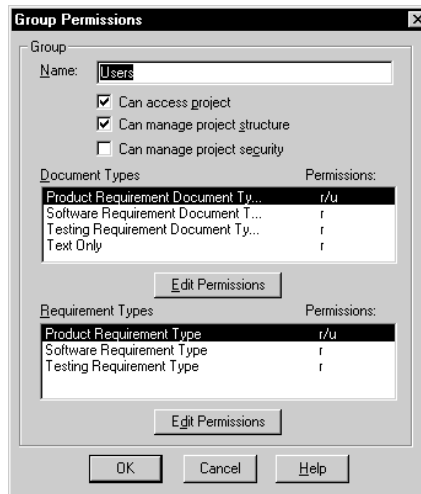 Group Permissions
Group
Name: Users
Can access project
Can manage project structure
Can manage project security
Document Types Permissions:
Product Requirement Document Ty... r/u
Software Requirement Document T... r
Testing Requirement Document Ty... r
Text Only r
Edit Permissions
Requirement Types Permissions:
Product Requirement Type r/u
Software Requirement Type r
Testing Requirement Type r
Edit Permissions
OK Cancel Help